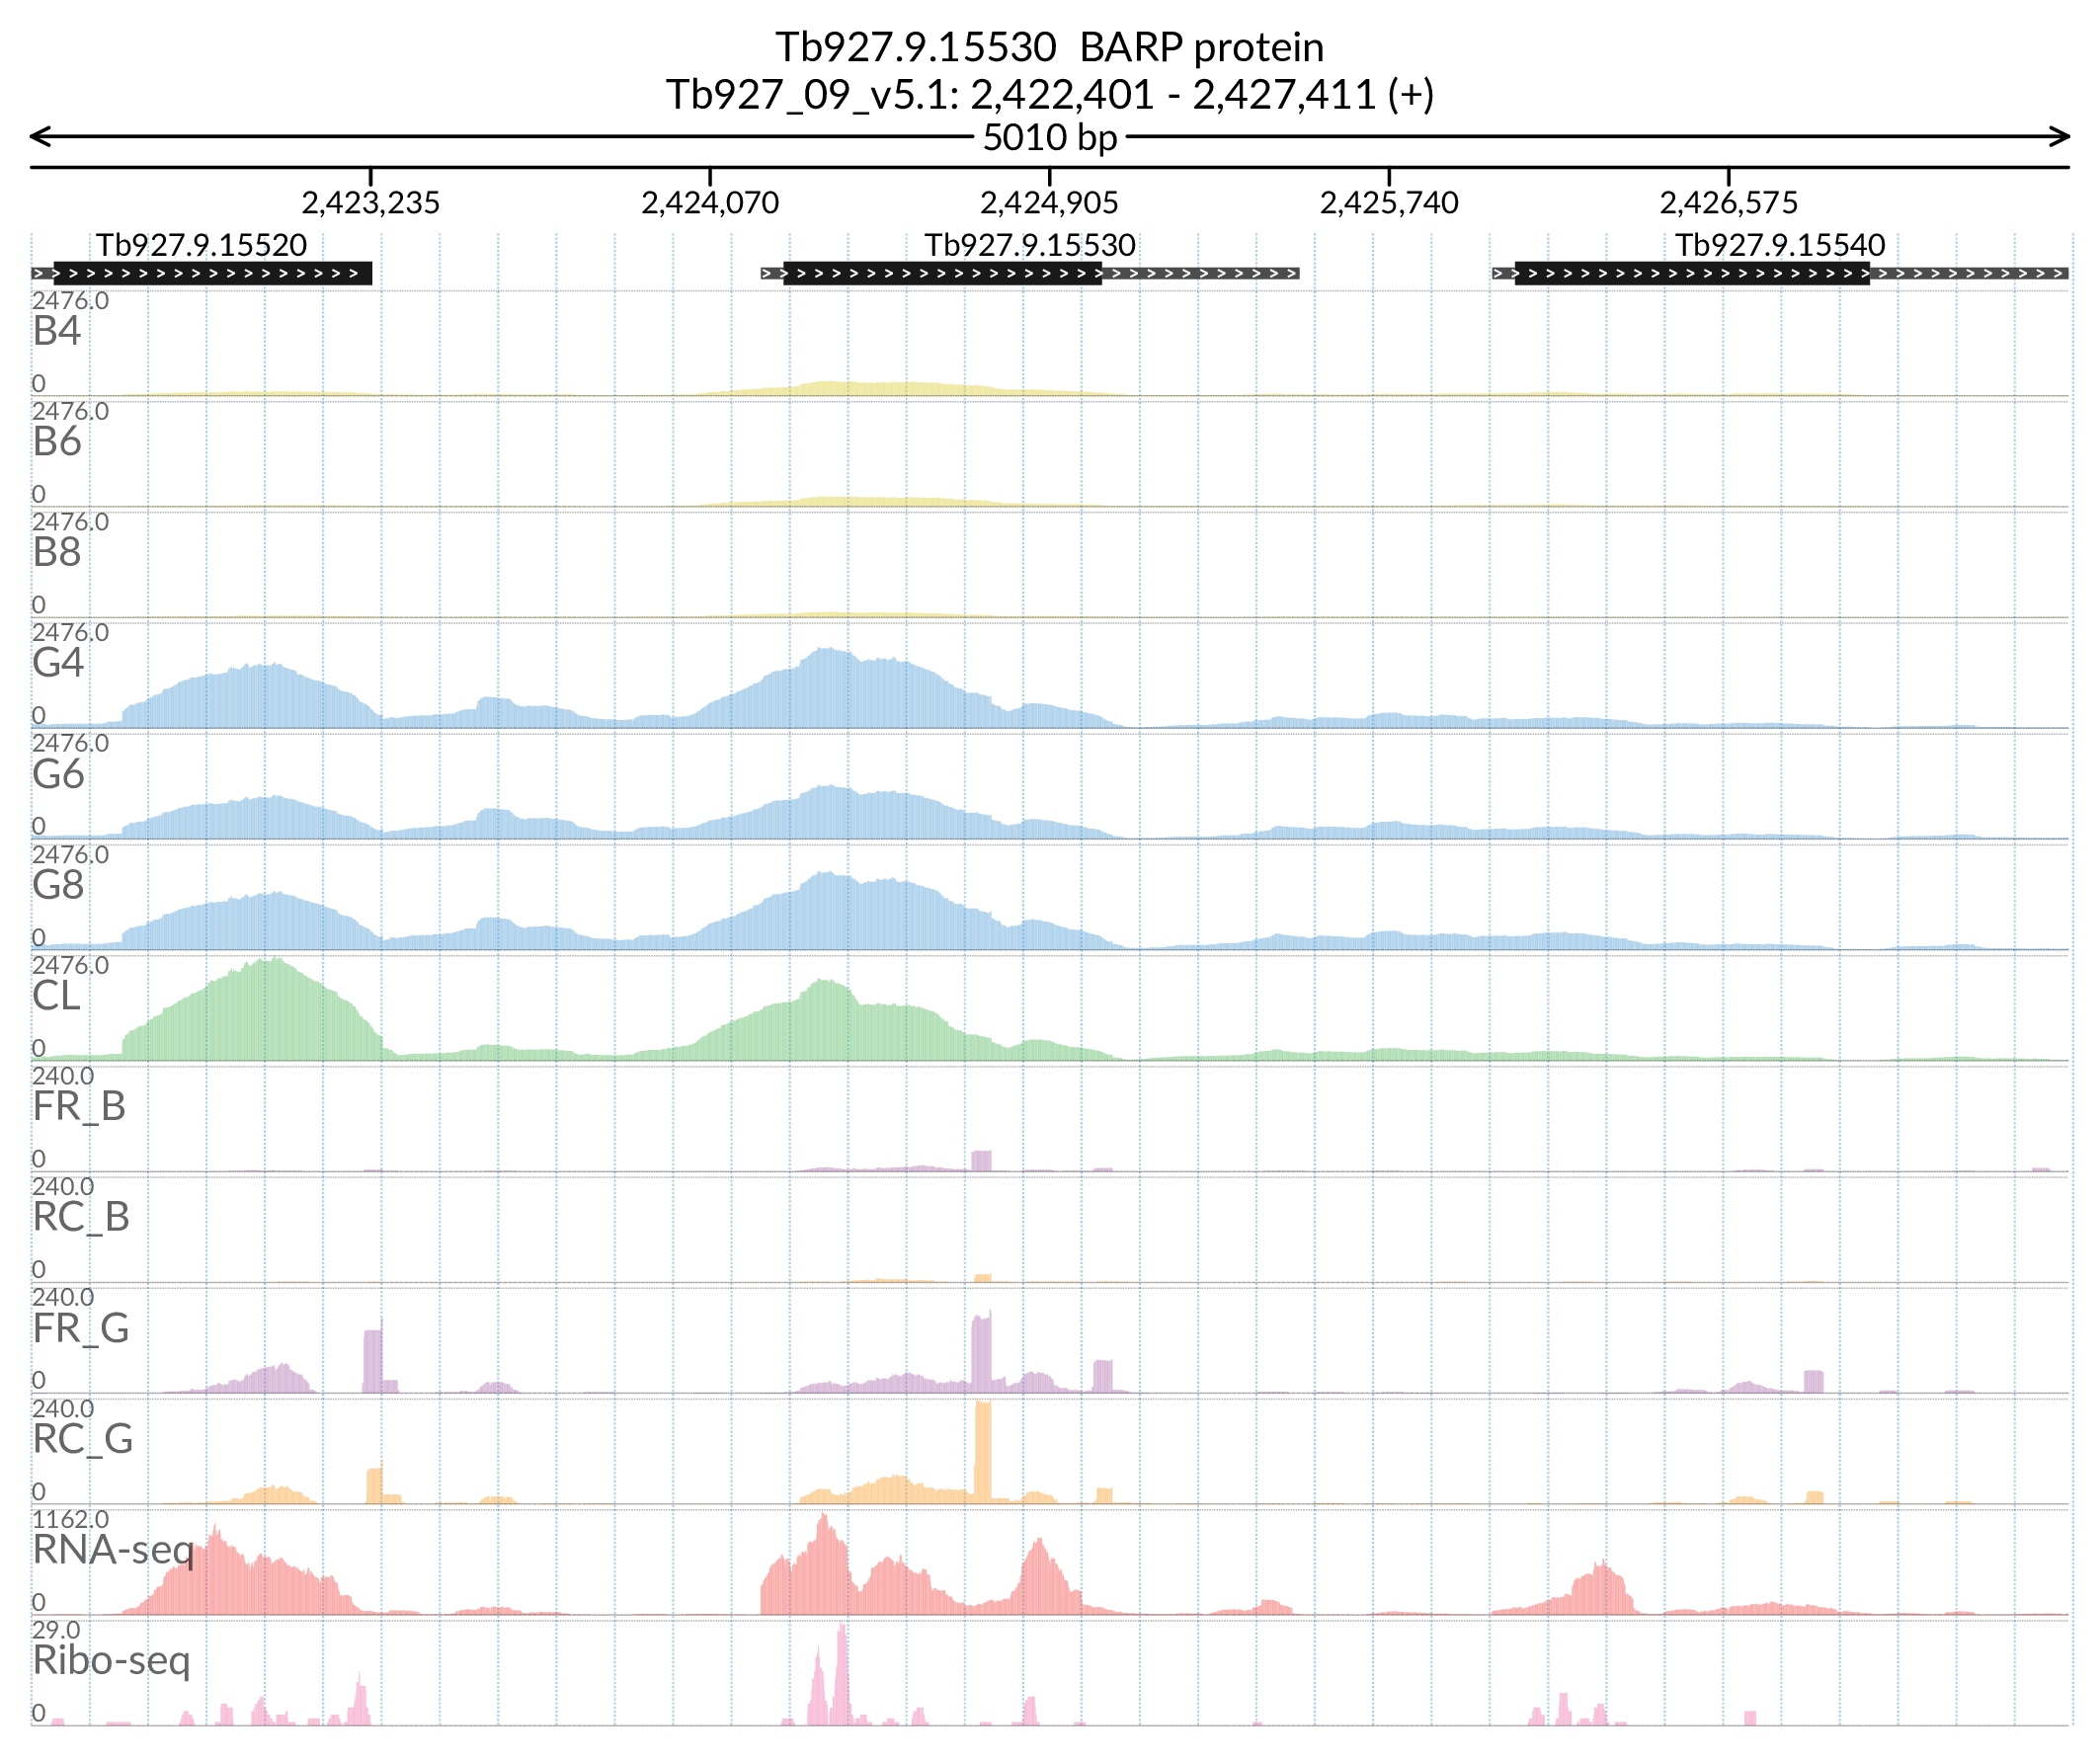 Tb927.9.15530 BARP protein
Tb927_09_v5.1: 2,422,401 - 2,427,411 (+)
5010 bp
2,423,235 2,424,070 2,424,905 2,425,740 2,426,575
Tb927.9.15520 Tb927.9.15530 Tb927.9.15540
2476.0
B4
0
2476.0
B6
0
2476.0
B8
0
2476.0
G4
0
2476.0
G6
0
2476.0
G8
0
2476.0
CL
0
240.0
FR_B
0
240.0
RC_B
0
240.0
FR_G
0
240.0
RC_G
0
1162.0
RNA-seq
0
29.0
Ribo-seq
0